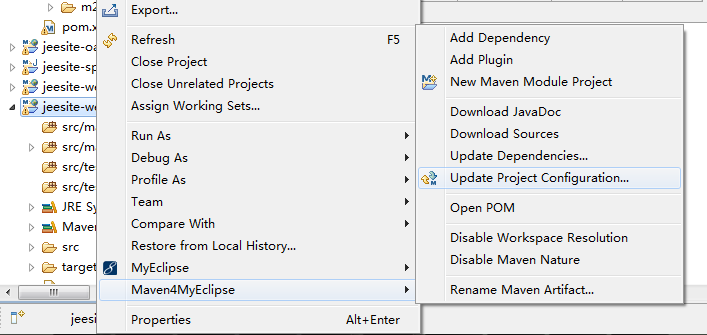 m2
pom.x
jeesite-oa
jeesite-sp
jeesite-we
jeesite-we
src/ma
src/ma
src/te
src/te
JRE Sy
Maven
src
target
jeesi
Export...
Refresh F5
Close Project
Close Unrelated Projects
Assign Working Sets...
Run As
Debug As
Profile As
Team
Compare With
Restore from Local History...
MyEclipse
Maven4MyEclipse
Properties Alt+Enter
Add Dependency
Add Plugin
New Maven Module Project
Download JavaDoc
Download Sources
Update Dependencies...
Update Project Configuration...
Open POM
Disable Workspace Resolution
Disable Maven Nature
Rename Maven Artifact...